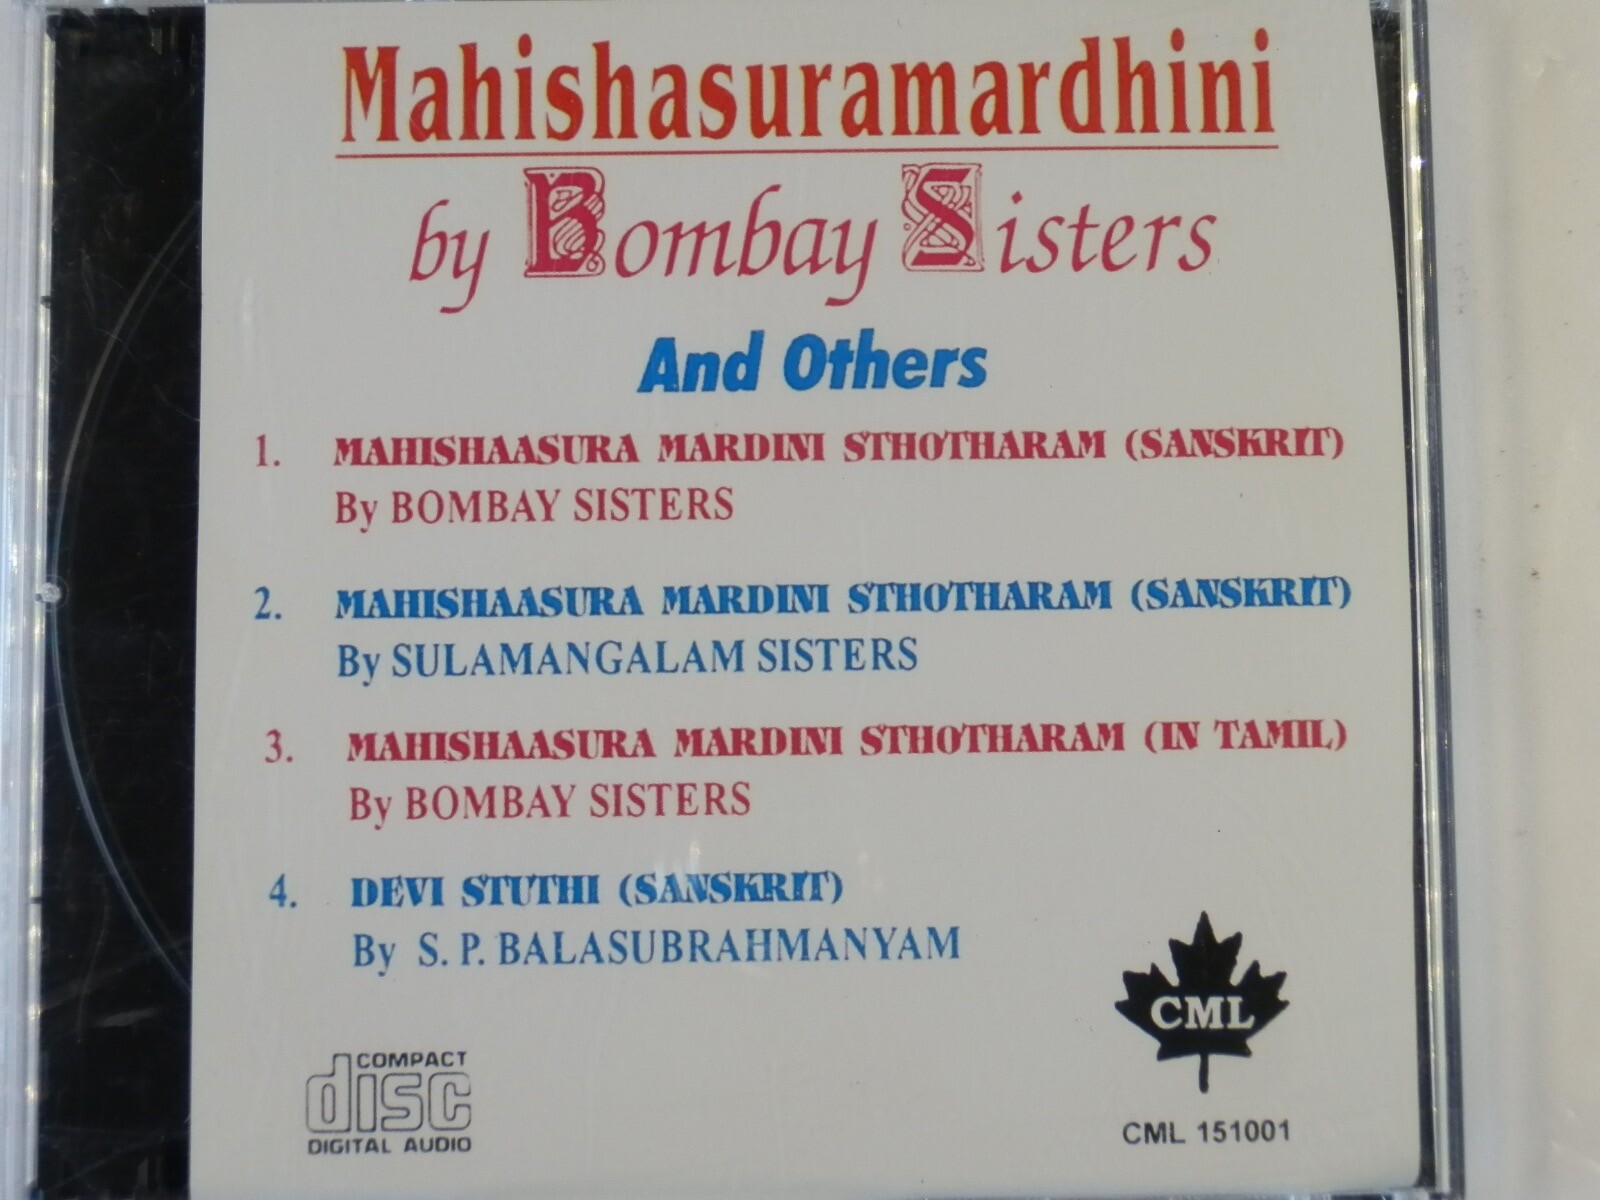 Mahishasuramardhini
by Bombay Sisters
And Others
1. MAHISHAASURA MARDINI STHOTHARAM (SANSKRIT)
By BOMBAY SISTERS
2. MAHISHAASURA MARDINI STHOTHARAM (SANSKRIT)
By SULAMANGALAM SISTERS
3. MAHISHAASURA MARDINI STHOTHARAM (IN TAMIL)
By BOMBAY SISTERS
4. DEVI STUTHI (SANSKRIT)
By S. P. BALASUBRAHMANYAM
COMPACT
disc
DIGITAL AUDIO
CML
CML 151001